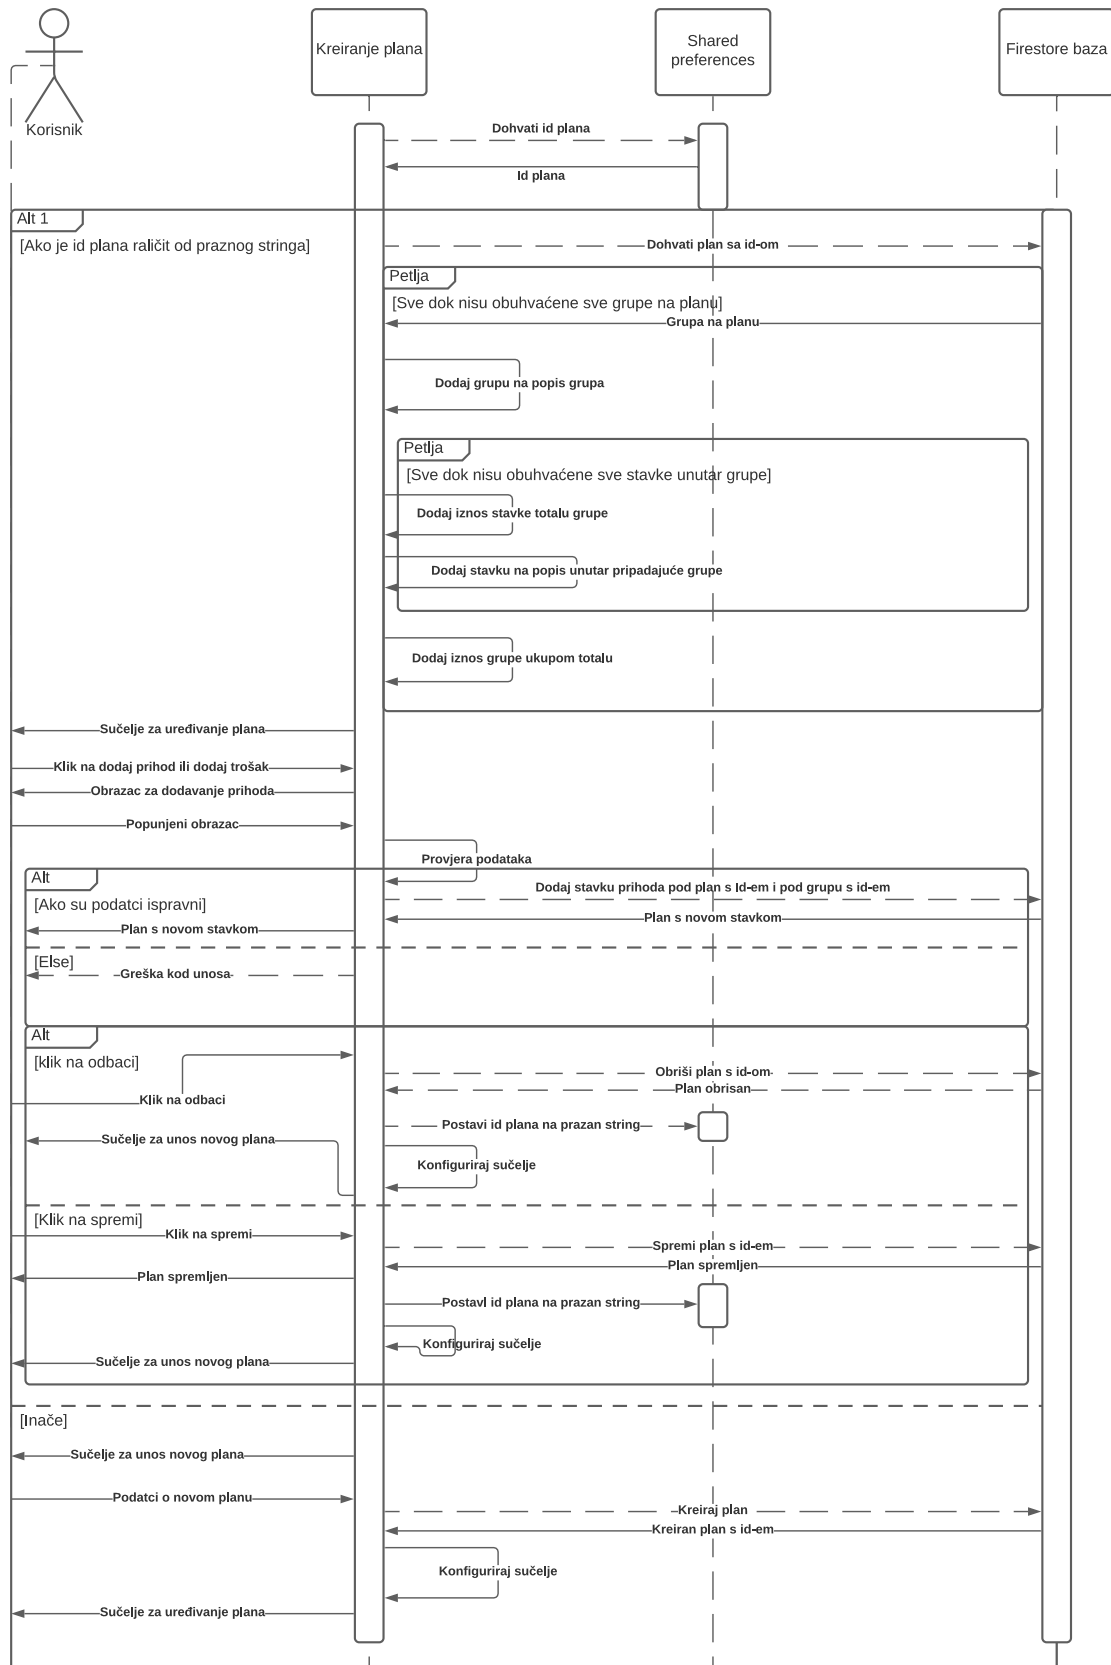 Korisnik
Kreiranje plana
Shared
preferences
Firestore baza
Dohvati id plana
Id plana
Alt 1
[Ako je id plana raličit od praznog stringa]
Dohvati plan sa id-om
Petlja
[Sve dok nisu obuhvaćene sve grupe na planu]
Grupa na planu
Dodaj grupu na popis grupa
Petlja
[Sve dok nisu obuhvaćene sve stavke unutar grupe]
Dodaj iznos stavke totalu grupe
Dodaj stavku na popis unutar pripadajuće grupe
Dodaj iznos grupe ukupom totalu
Sučelje za uređivanje plana
Klik na dodaj prihod ili dodaj trošak
Obrazac za dodavanje prihoda
Popunjeni obrazac
Provjera podataka
Alt
[Ako su podatci ispravni]
Dodaj stavku prihoda pod plan s Id-em i pod grupu s id-em
Plan s novom stavkom
Plan s novom stavkom
[Else]
Greška kod unosa
Alt
[klik na odbaci]
Obriši plan s id-om
Plan obrisan
Klik na odbaci
Postavi id plana na prazan string
Sučelje za unos novog plana
Konfiguriraj sučelje
[Klik na spremi]
Klik na spremi
Spremi plan s id-em
Plan spremljen
Plan spremljen
Postavl id plana na prazan string
Konfiguriraj sučelje
Sučelje za unos novog plana
[Inače]
Sučelje za unos novog plana
Podatci o novom planu
Kreiraj plan
Kreiran plan s id-em
Konfiguriraj sučelje
Sučelje za uređivanje plana